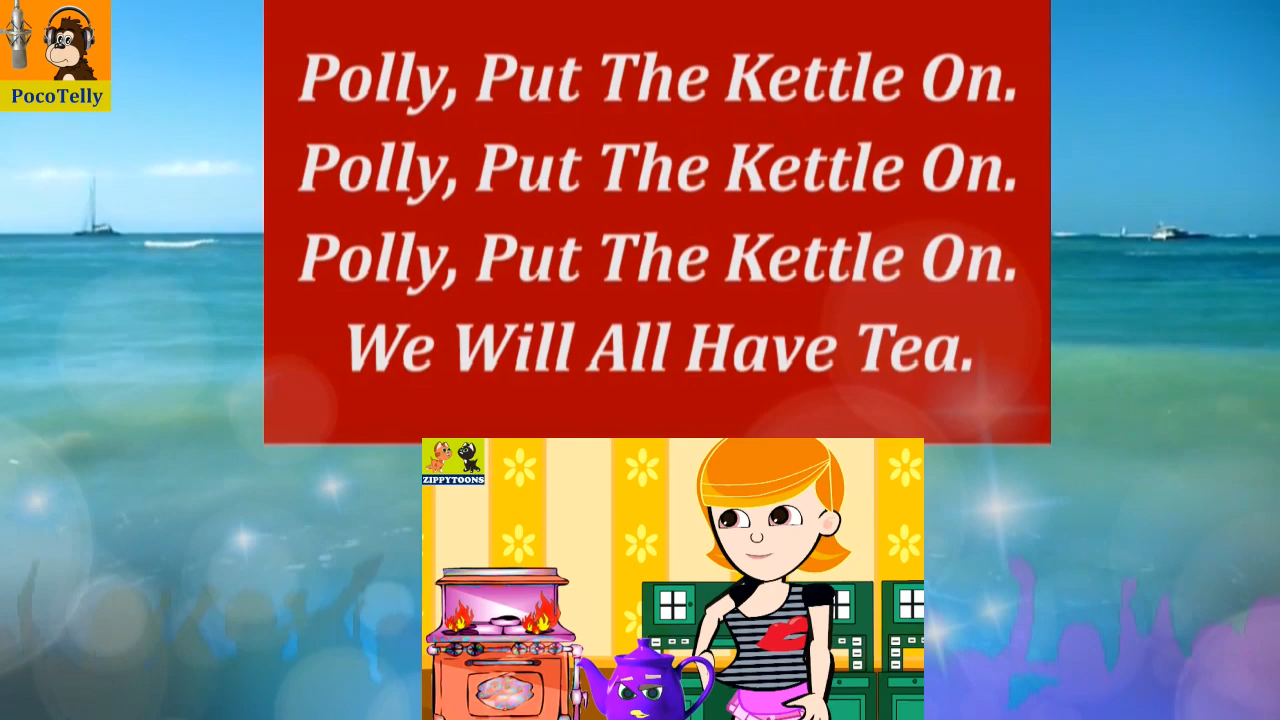 PocoTelly
Polly, Put The Kettle On.
Polly, Put The Kettle On.
Polly, Put The Kettle On.
We Will All Have Tea.
ZIPPYTOONS